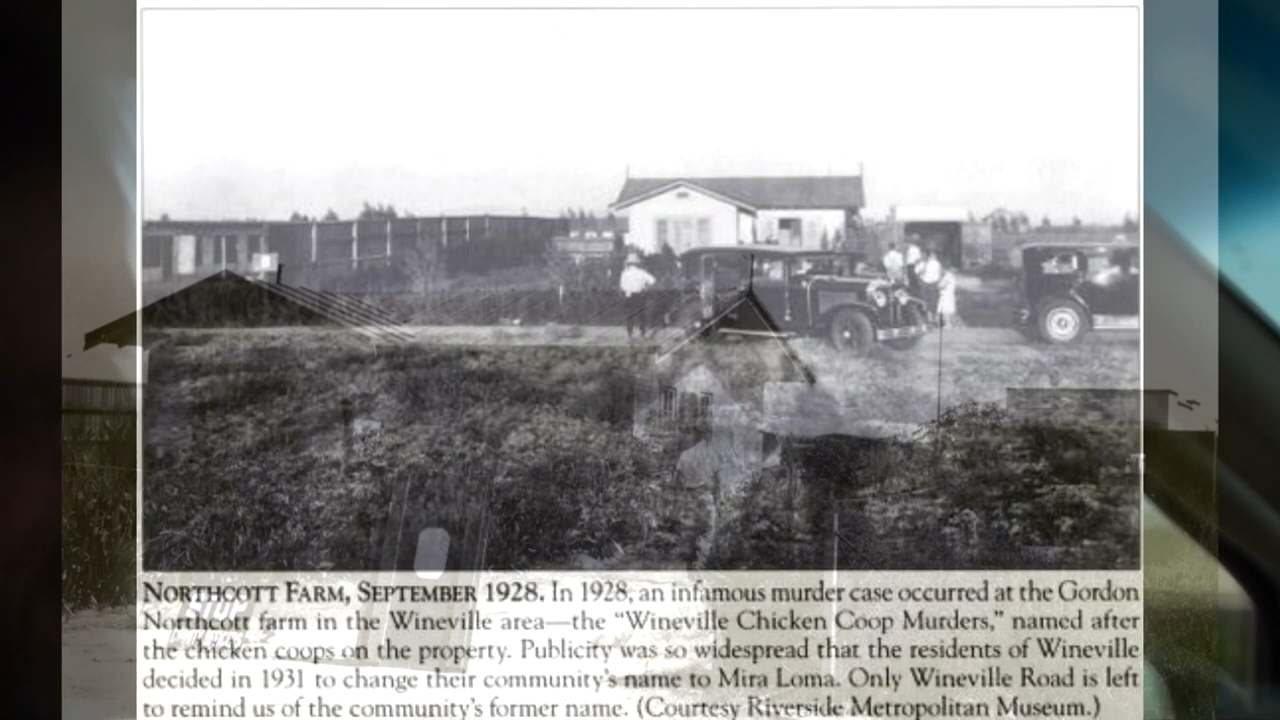 NORTHCOTT FARM, SEPTEMBER 1928. In 1928, an infamous murder case occurred at the Gordon
Northcott farm in the Wineville area—the “Wineville Chicken Coop Murders,” named after
the chicken coops on the property. Publicity was so widespread that the residents of Wineville
decided in 1931 to change their community’s name to Mira Loma. Only Wineville Road is left
to remind us of the community’s former name. (Courtesy Riverside Metropolitan Museum.)
STOP